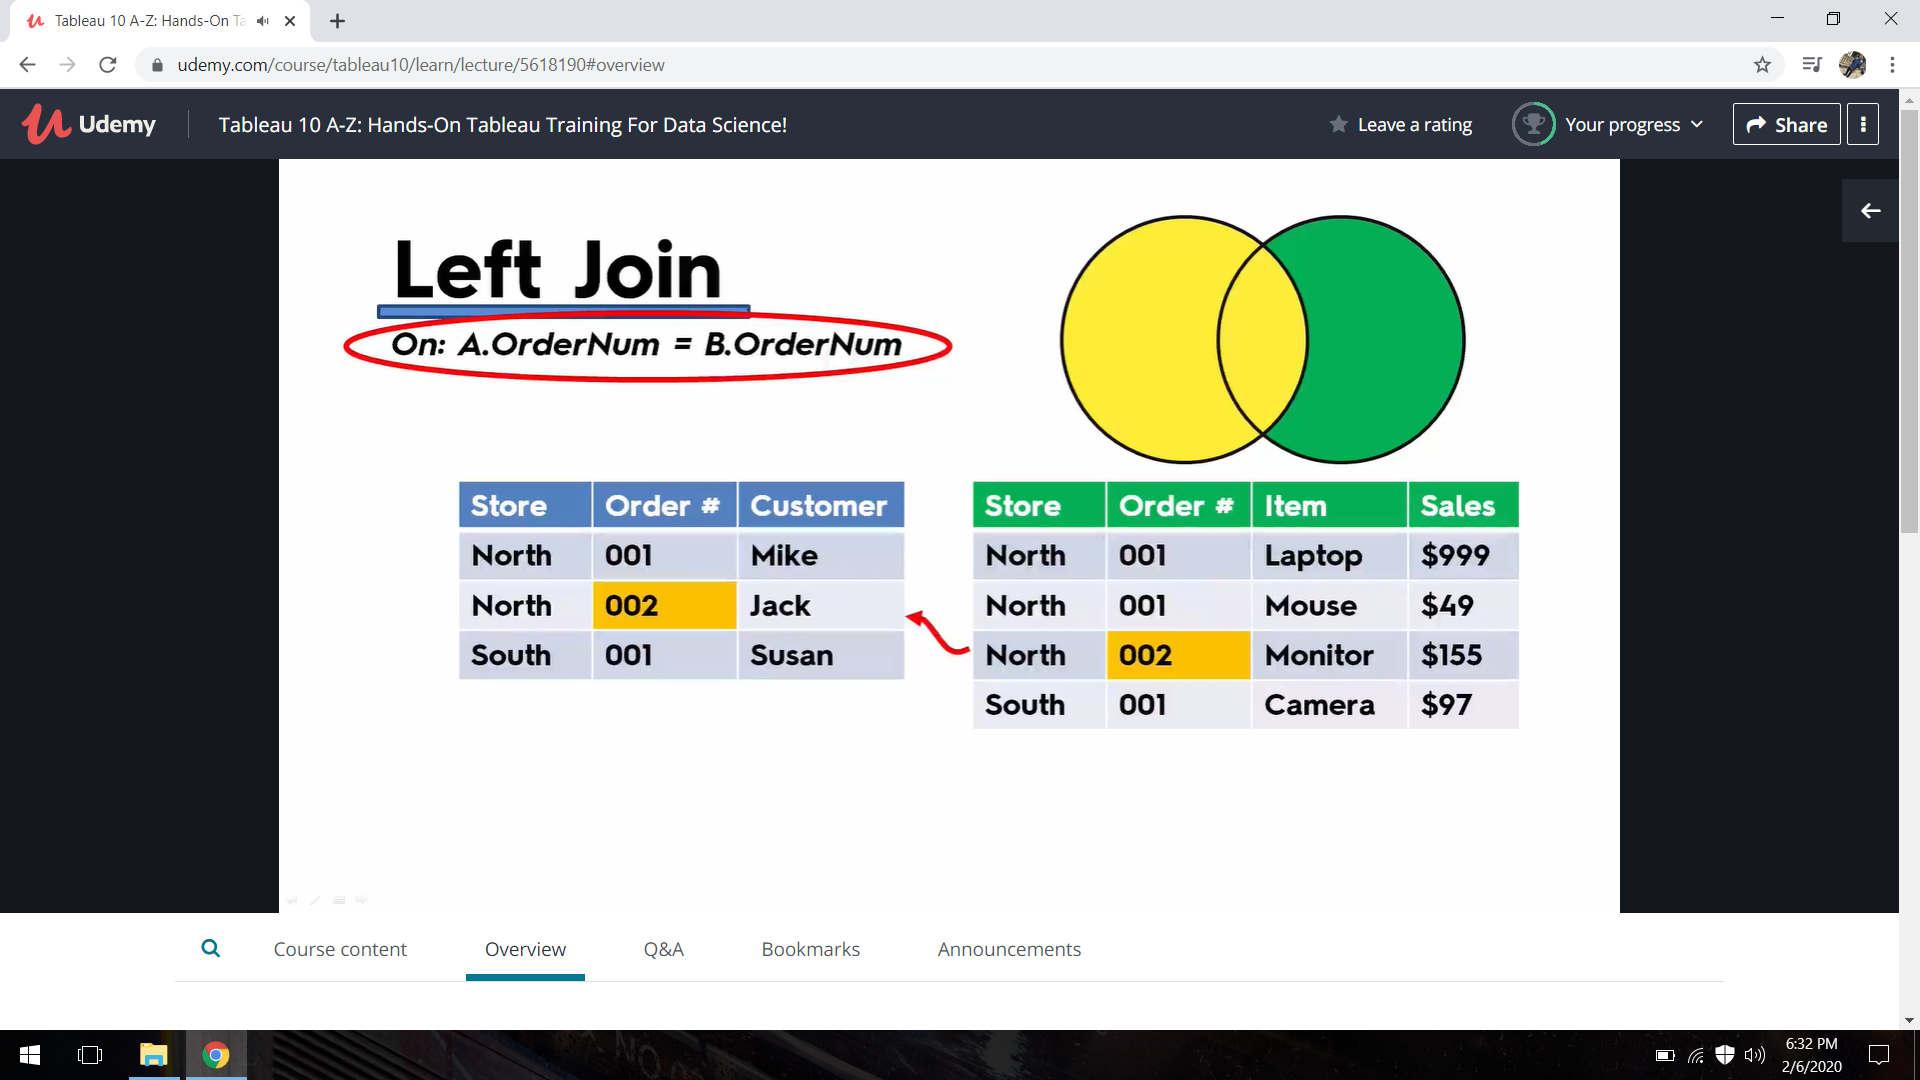 Tableau 10 A-Z: Hands-On Ta
udemy.com/course/tableau10/learn/lecture/5618190#overview
Udemy
Tableau 10 A-Z: Hands-On Tableau Training For Data Science!
Leave a rating
Your progress
Share
Left Join
On: A.OrderNum = B.OrderNum
Store Order # Customer
North 001 Mike
North 002 Jack
South 001 Susan
Store Order # Item Sales
North 001 Laptop $999
North 001 Mouse $49
North 002 Monitor $155
South 001 Camera $97
Course content
Overview
Q&A
Bookmarks
Announcements
6:32 PM
2/6/2020